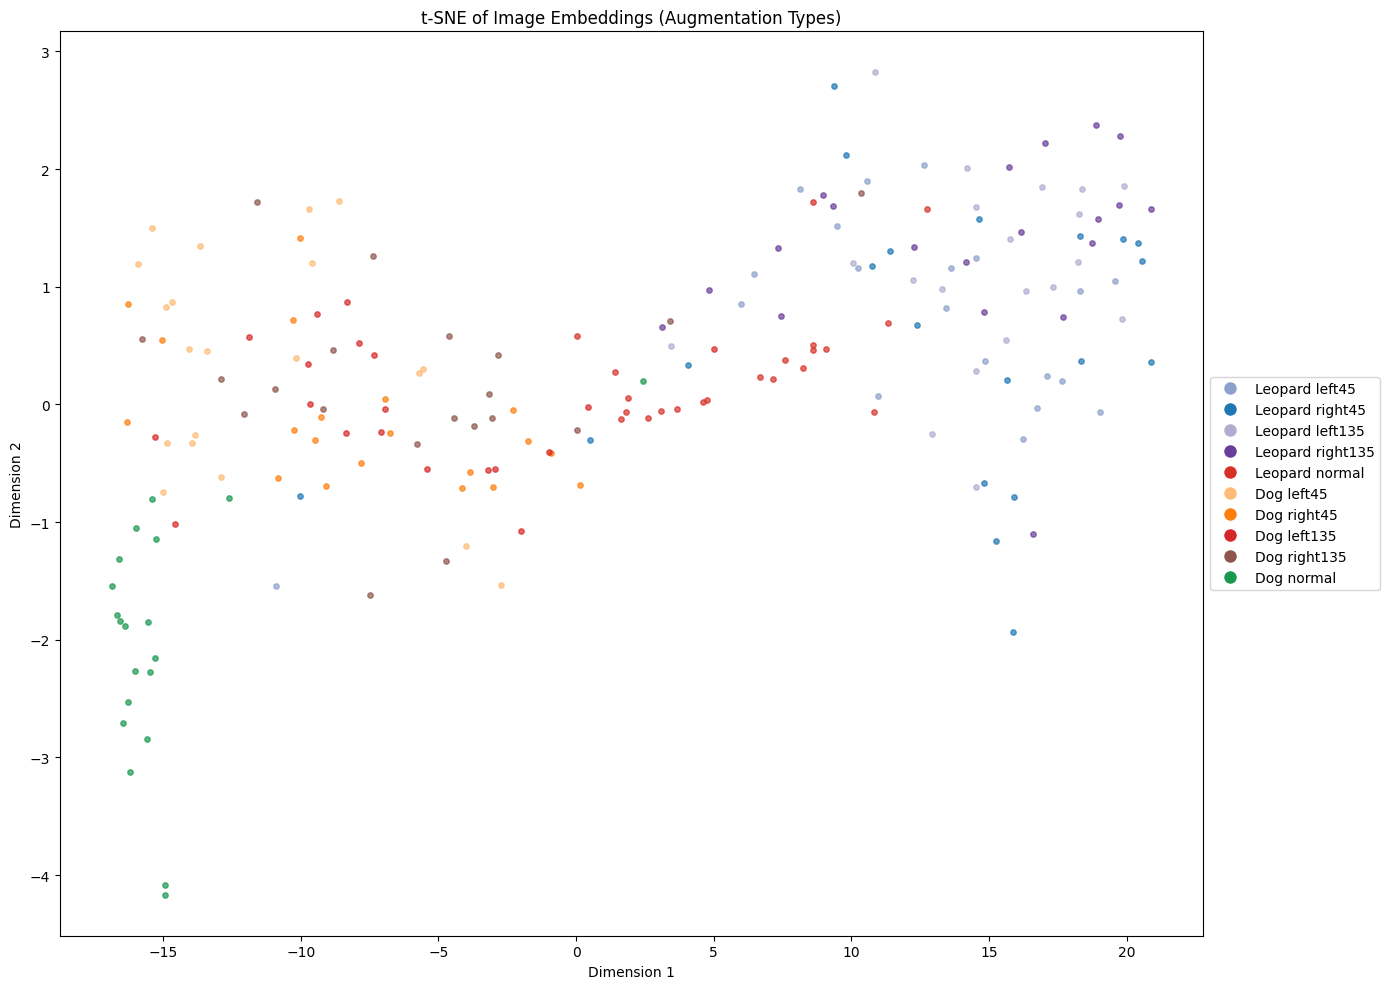 t-SNE of Image Embeddings (Augmentation Types)
3
2
1
0
−1
−2
−3
−4
Dimension 2
−15 −10 −5 0 5 10 15 20
Dimension 1
Leopard left45
Leopard right45
Leopard left135
Leopard right135
Leopard normal
Dog left45
Dog right45
Dog left135
Dog right135
Dog normal